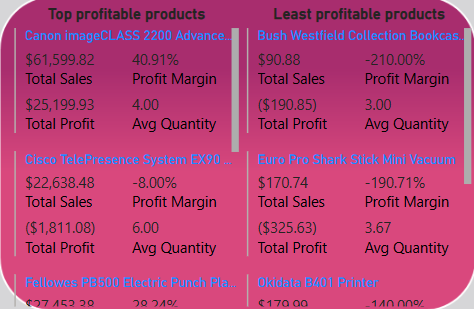 Top profitable products
Canon imageCLASS 2200 Advance...
$61,599.82 40.91%
Total Sales Profit Margin
$25,199.93 4.00
Total Profit Avg Quantity
Cisco TelePresence System EX90 ...
$22,638.48 -8.00%
Total Sales Profit Margin
($1,811.08) 6.00
Total Profit Avg Quantity
Fellowes PB500 Electric Punch Pla...
$27,453.38 28.24%
Least profitable products
Bush Westfield Collection Bookcas...
$90.88 -210.00%
Total Sales Profit Margin
($190.85) 3.00
Total Profit Avg Quantity
Euro Pro Shark Stick Mini Vacuum
$170.74 -190.71%
Total Sales Profit Margin
($325.63) 3.67
Total Profit Avg Quantity
Okidata B401 Printer
$179.99 -140.00%